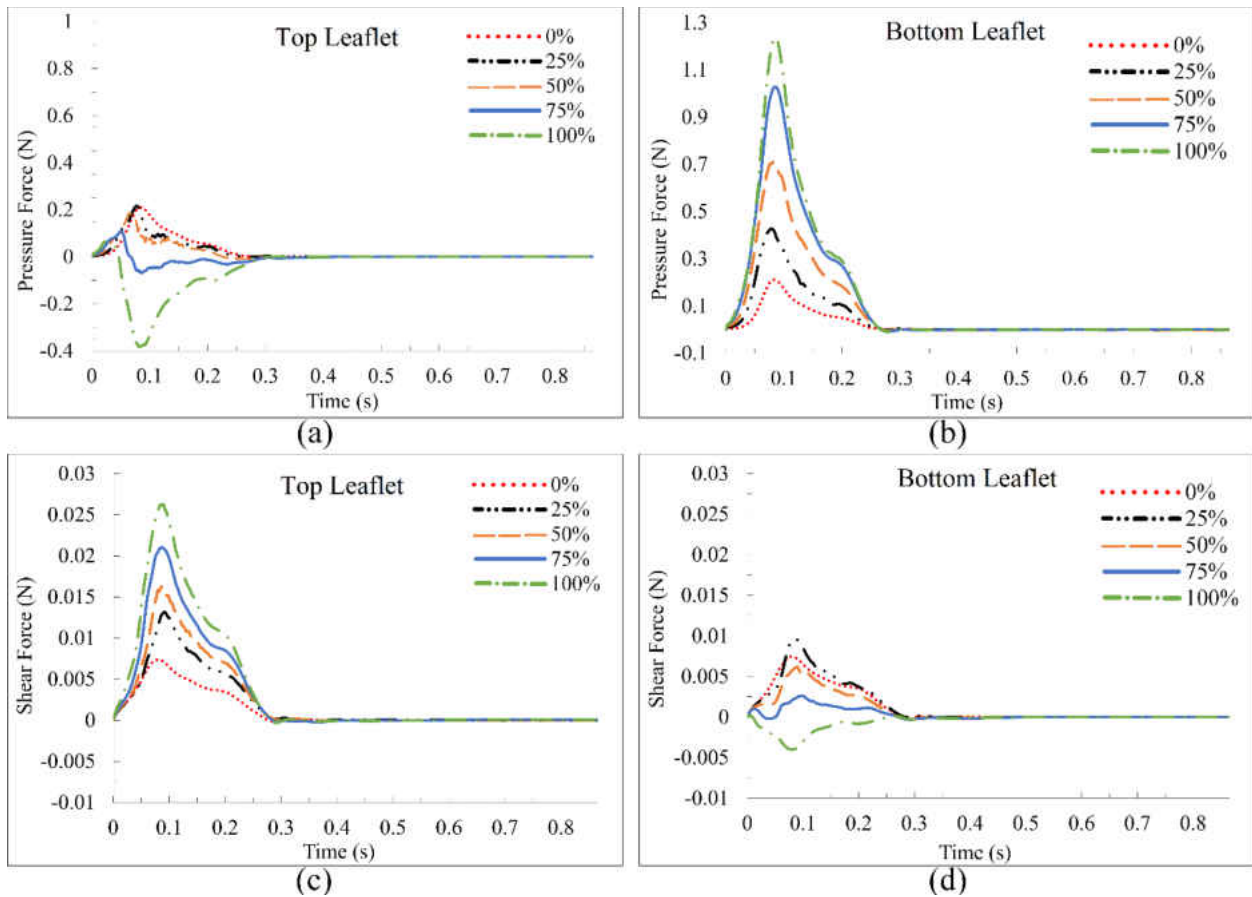 Top Leaflet
0%
25%
50%
75%
100%
1
0.8
0.6
0.4
0.2
0
-0.2
-0.4
Pressure Force (N)
0 0.1 0.2 0.3 0.4 0.5 0.6 0.7 0.8
Time (s)
(a)
Bottom Leaflet
0%
25%
50%
75%
100%
1.3
1.1
0.9
0.7
0.5
0.3
0.1
-0.1
Pressure Force (N)
0 0.1 0.2 0.3 0.4 0.5 0.6 0.7 0.8
Time (s)
(b)
Top Leaflet
0%
25%
50%
75%
100%
0.03
0.025
0.02
0.015
0.01
0.005
0
-0.005
-0.01
Shear Force (N)
0 0.1 0.2 0.3 0.4 0.5 0.6 0.7 0.8
Time (s)
(c)
Bottom Leaflet
0%
25%
50%
75%
100%
0.03
0.025
0.02
0.015
0.01
0.005
0
-0.005
-0.01
Shear Force (N)
0 0.1 0.2 0.3 0.4 0.5 0.6 0.7 0.8
Time (s)
(d)